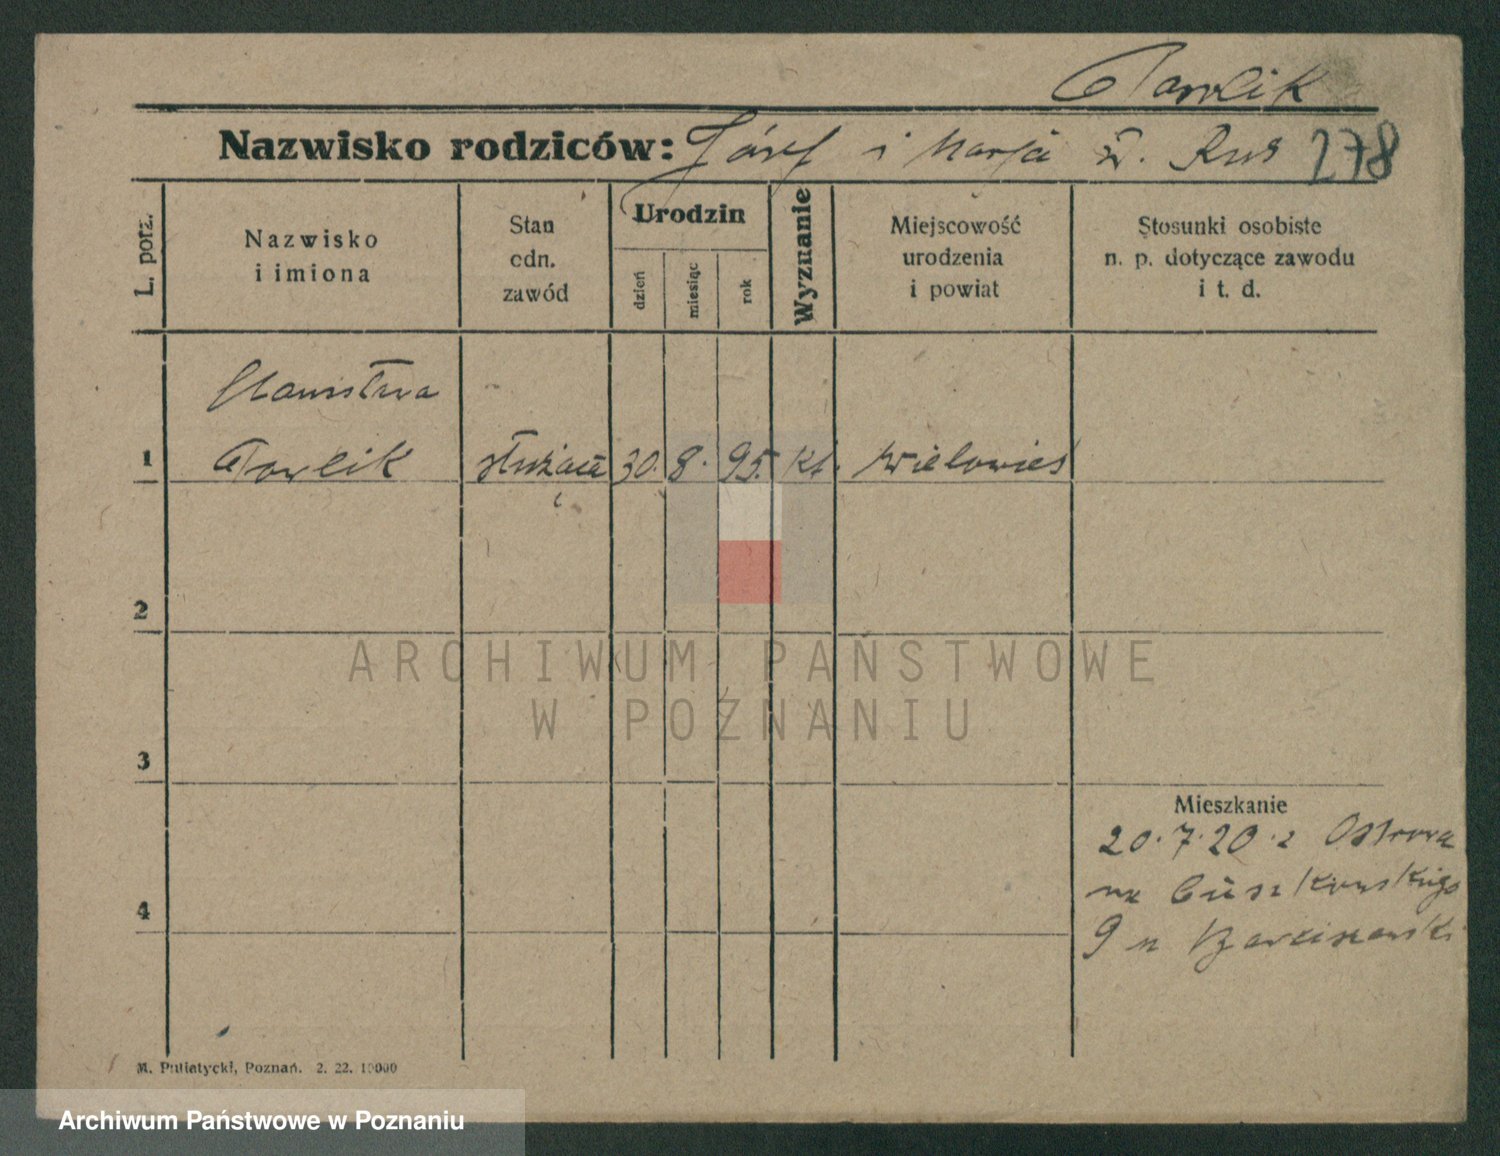 Pawlik
Nazwisko rodziców: Józef i Marja z. Rus 278
L. porz.
Nazwisko
i imiona
Stan
cdn.
zawód
Urodzin
dzień
miesiąc
rok
Wyznanie
Miejscowość
urodzenia
i powiat
Stosunki osobiste
n. p. dotyczące zawodu
i t. d.
Stanisława
1 Pawlik służąca 30. 8. 95. kt. Wielowieś
2
ARCHIWUM PAŃSTWOWE
W POZNANIU
3
Mieszkanie
20.7.20. z Ostrowa
9
4
M. Putiatycki, Poznań. 2. 22. 10000
Archiwum Państwowe w Poznaniu